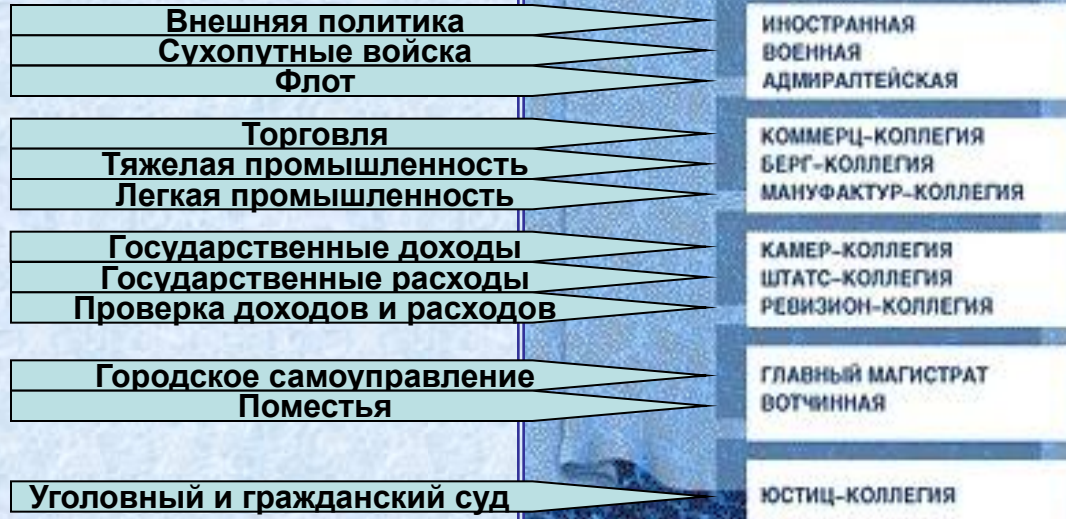 Внешняя политика
ИНОСТРАННАЯ
Сухопутные войска
ВОЕННАЯ
Флот
АДМИРАЛТЕЙСКАЯ
Торговля
КОММЕРЦ-КОЛЛЕГИЯ
Тяжелая промышленность
БЕРГ-КОЛЛЕГИЯ
Легкая промышленность
МАНУФАКТУР-КОЛЛЕГИЯ
Государственные доходы
КАМЕР-КОЛЛЕГИЯ
Государственные расходы
ШТАТС-КОЛЛЕГИЯ
Проверка доходов и расходов
РЕВИЗИОН-КОЛЛЕГИЯ
Городское самоуправление
ГЛАВНЫЙ МАГИСТРАТ
Поместья
ВОТЧИННАЯ
Уголовный и гражданский суд
ЮСТИЦ-КОЛЛЕГИЯ